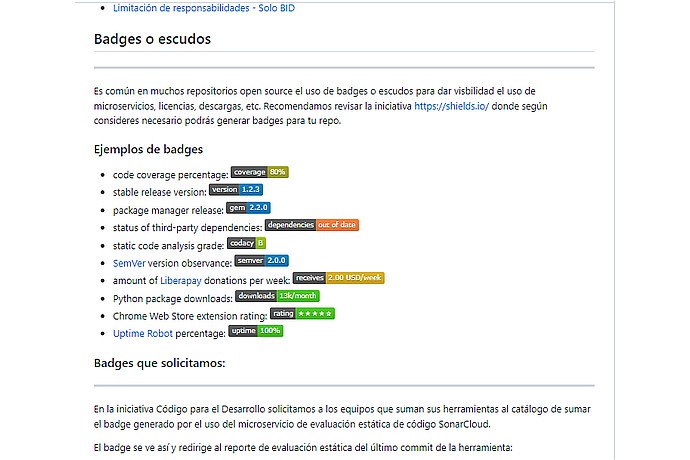 Limitación de responsabilidades - Solo BID
Badges o escudos
Es común en muchos repositorios open source el uso de badges o escudos para dar visbilidad el uso de
microservicios, licencias, descargas, etc. Recomendamos revisar la iniciativa https://shields.io/ donde según
consideres necesario podrás generar badges para tu repo.
Ejemplos de badges
code coverage percentage: coverage 80%
stable release version: version 1.2.3
package manager release: gem 2.2.0
status of third-party dependencies: dependencies out of date
static code analysis grade: codacy B
SemVer version observance: semver 2.0.0
amount of Liberapay donations per week: receives 2.00 USD/week
Python package downloads: downloads 13k/month
Chrome Web Store extension rating: rating ★★★★☆
Uptime Robot percentage: uptime 100%
Badges que solicitamos:
En la iniciativa Código para el Desarrollo solicitamos a los equipos que suman sus herramientas al catálogo de sumar
el badge generado por el uso del microservicio de evaluación estática de código SonarCloud.
El badge se ve así y redirige al reporte de evaluación estática del último commit de la herramienta: